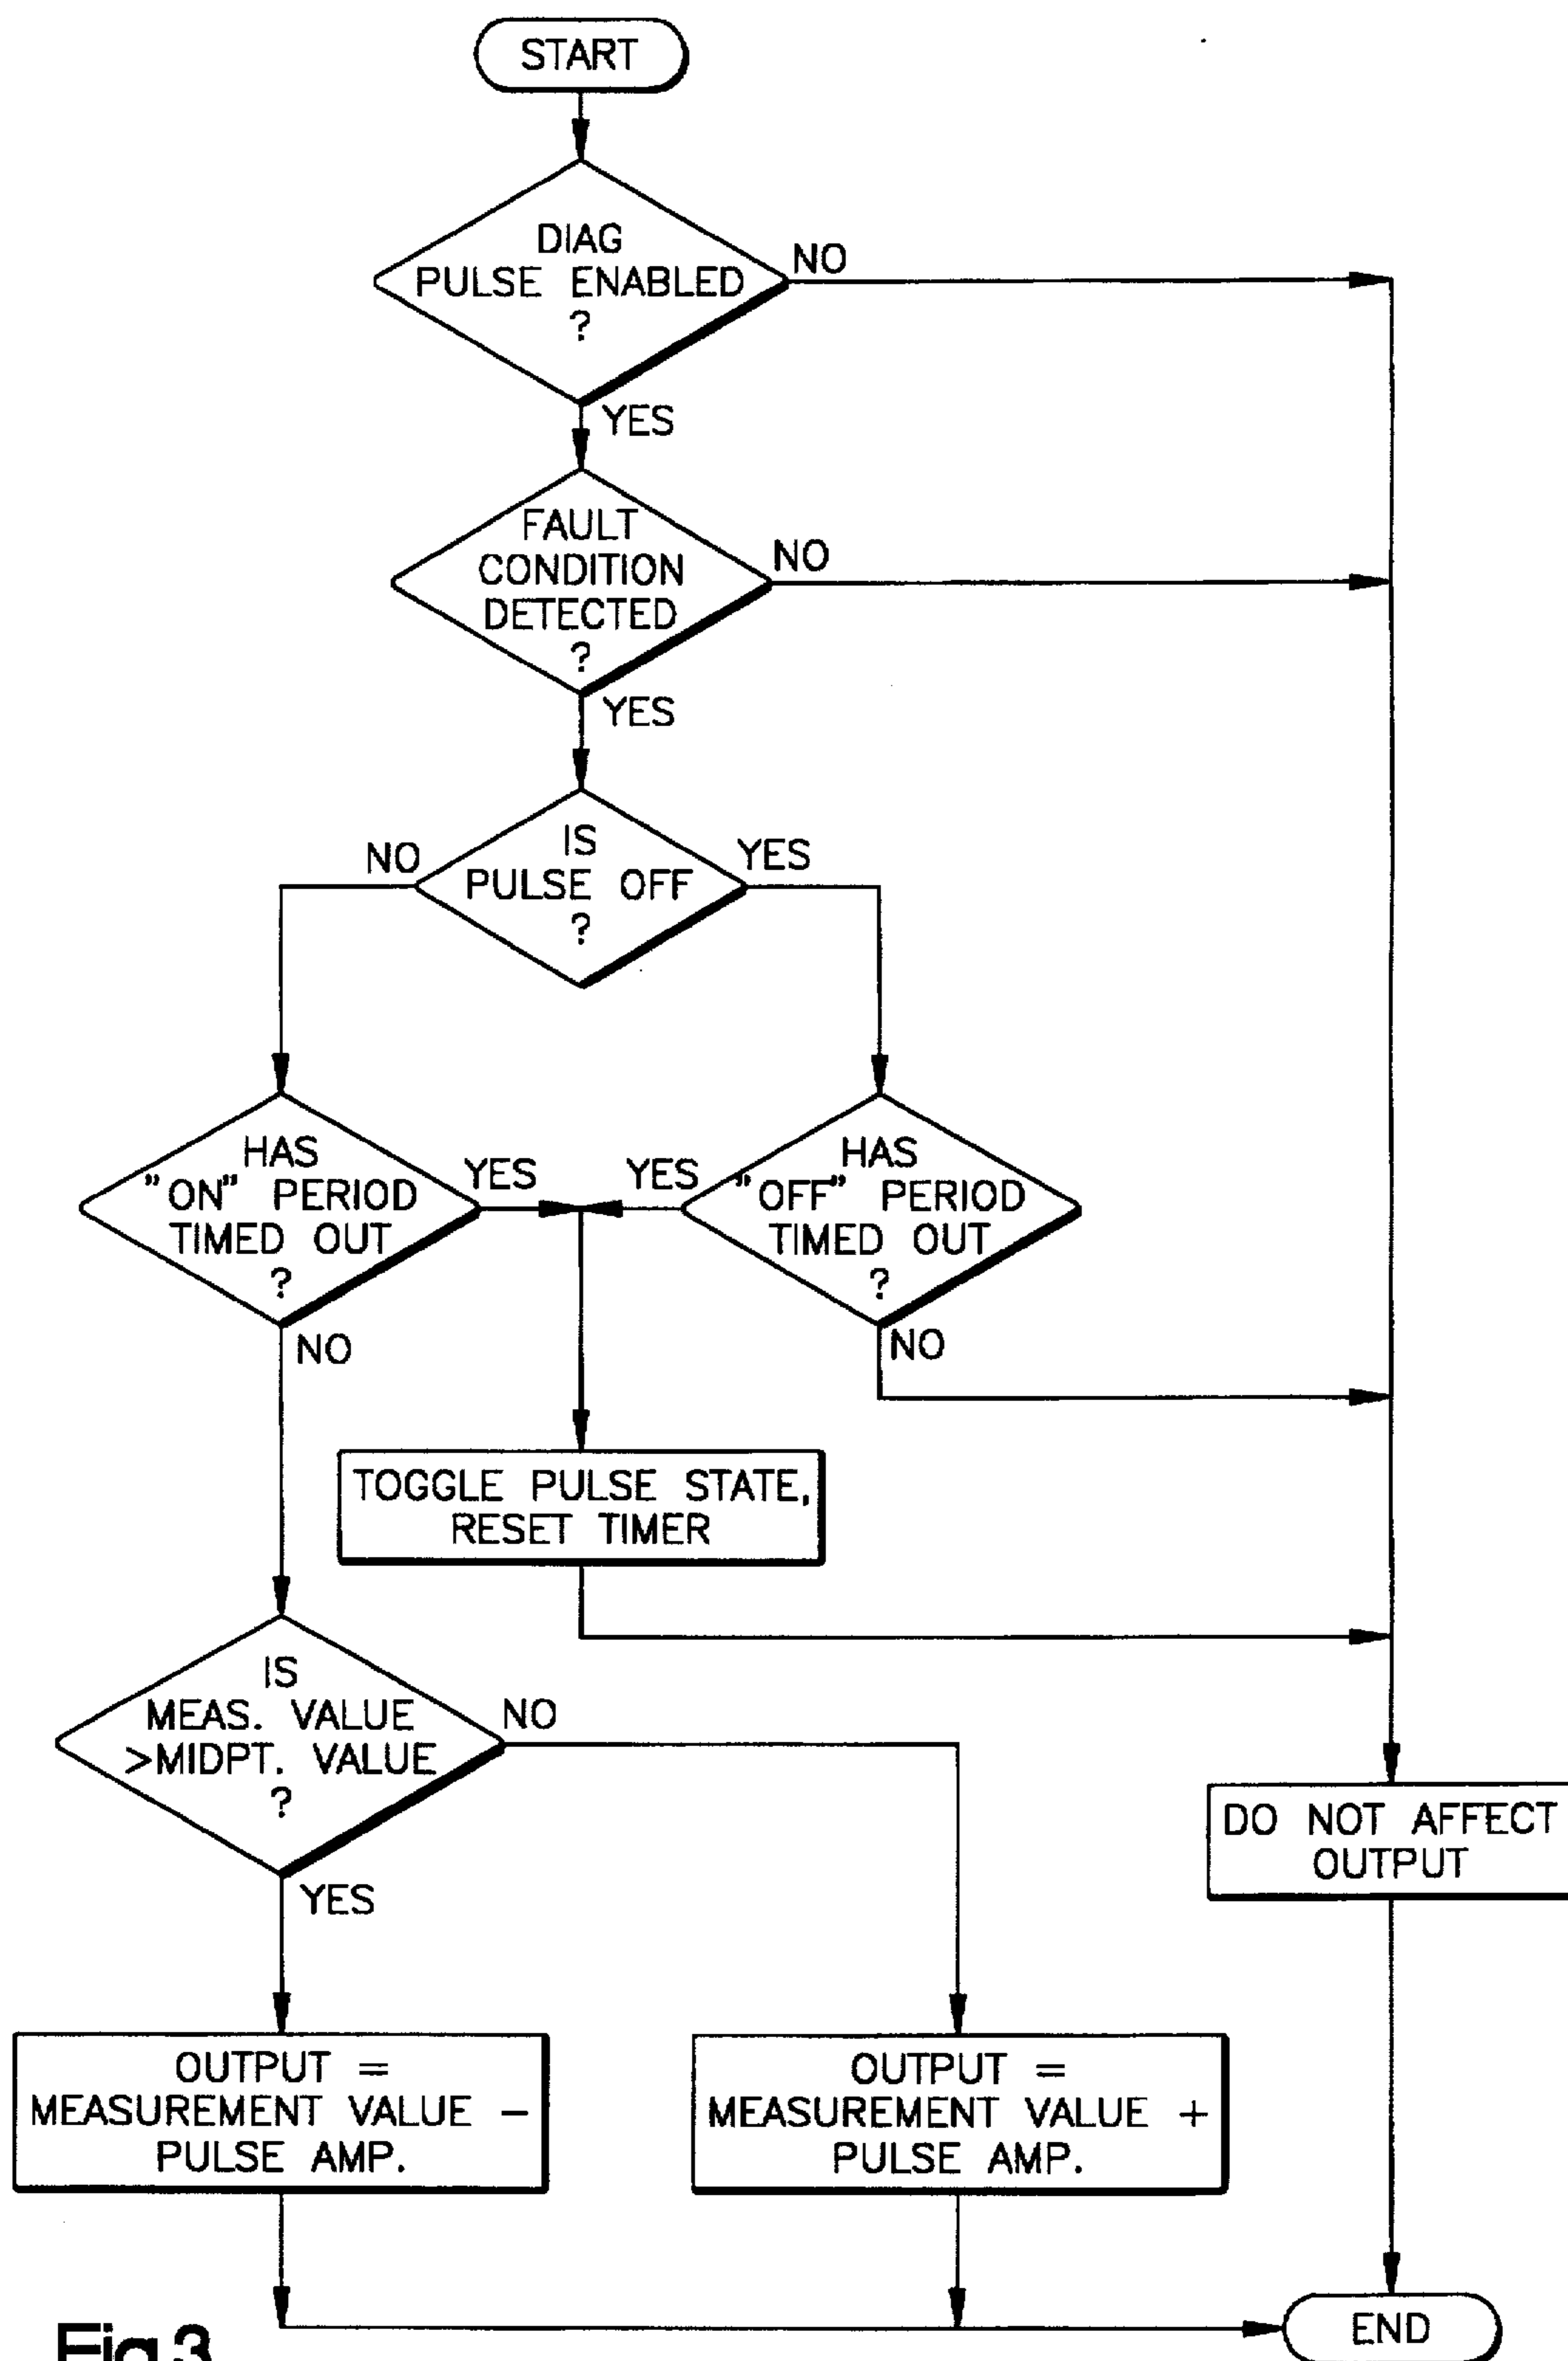 START
DIAG
PULSE ENABLED
?
NO
YES
FAULT
CONDITION
DETECTED
?
NO
YES
IS
PULSE OFF
?
NO
YES
HAS
"ON" PERIOD
TIMED OUT
?
YES
NO
HAS
"OFF" PERIOD
TIMED OUT
?
YES
NO
TOGGLE PULSE STATE,
RESET TIMER
IS
MEAS. VALUE
>MIDPT. VALUE
?
NO
YES
DO NOT AFFECT
OUTPUT
OUTPUT =
MEASUREMENT VALUE -
PULSE AMP.
OUTPUT =
MEASUREMENT VALUE +
PULSE AMP.
END
Fig.3